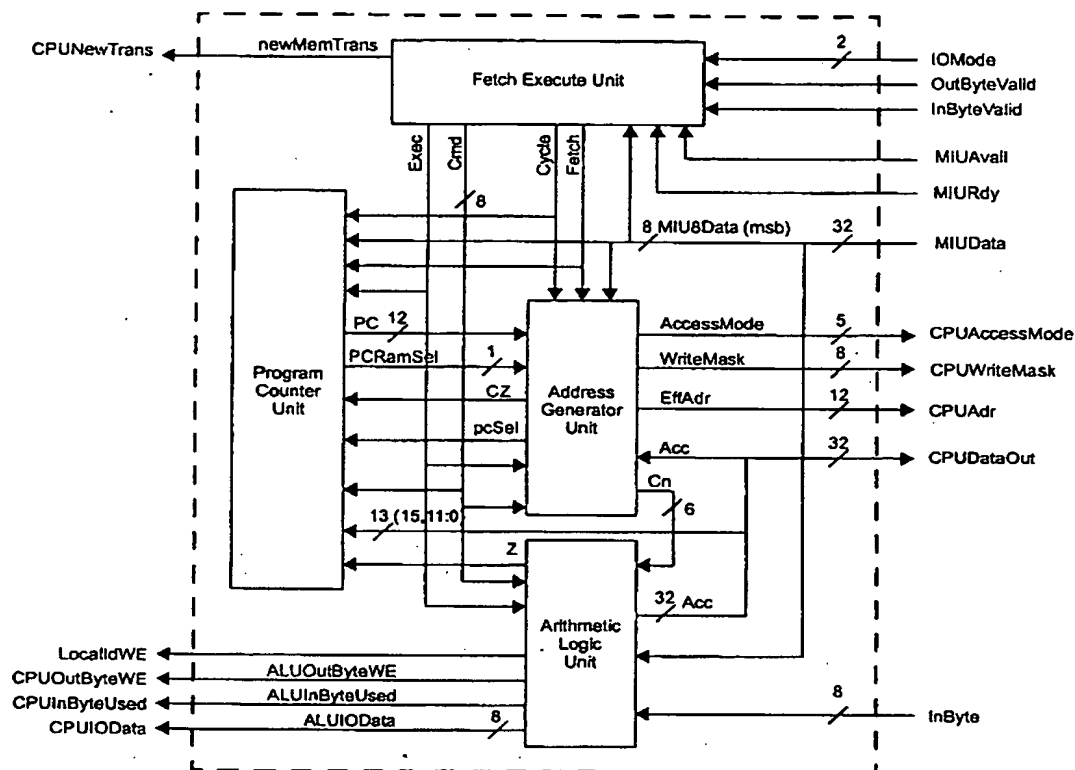 CPUNewTrans
newMemTrans
Fetch Execute Unit
2
IOMode
OutByteValid
InByteValid
MIUAvail
MIURdy
Exec
Cmd
Cycle
Fetch
8
8 MIU8Data (msb)
32
MIUData
PC
12
PCRamSel
1
CZ
pcSel
Program
Counter
Unit
Address
Generator
Unit
AccessMode
5
CPUAccessMode
WriteMask
8
CPUWriteMask
EffAdr
12
CPUAdr
Acc
32
CPUDataOut
Cn
6
13 (15,11:0)
Z
32 Acc
Arithmetic
Logic
Unit
LocalIdWE
CPUOutByteWE
ALUOutByteWE
CPUInByteUsed
ALUInByteUsed
CPUIOData
ALUIOData
8
8
InByte